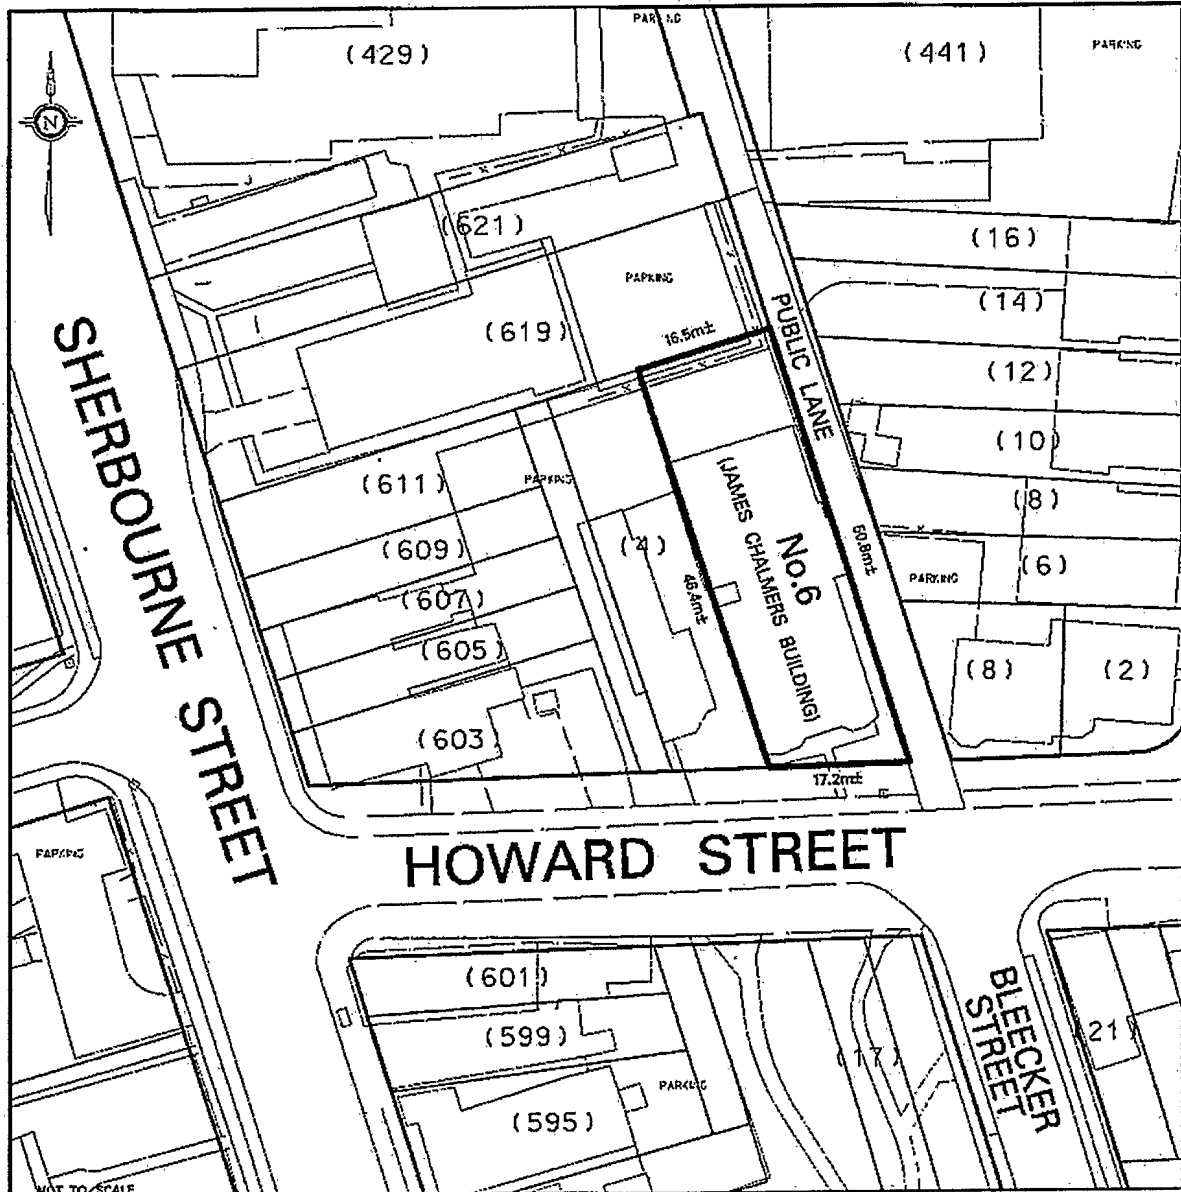 PARKING
(429)
(441)
PARKING
N
(621)
(16)
PARKING
(14)
PUBLIC LANE
(619)
16.5m±
(12)
SHERBOURNE STREET
(10)
(611)
PARKING
(8)
(JAMES CHALMERS BUILDING)
No.6
(609)
(4)
50.8m±
(6)
PARKING
46.4m±
(607)
(605)
(8)
(2)
(603)
17.2m±
HOWARD STREET
PARKING
(601)
BLEECKER
STREET
(599)
(17)
(21)
PARKING
(595)
NOT TO SCALE